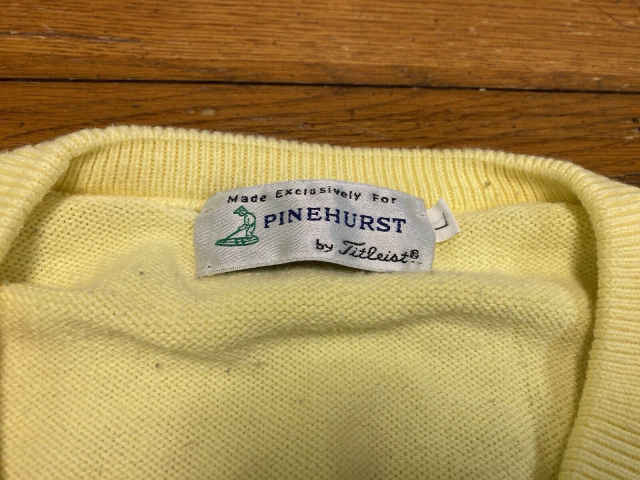 Made Exclusively For
PINEHURST
by Titleist®
L